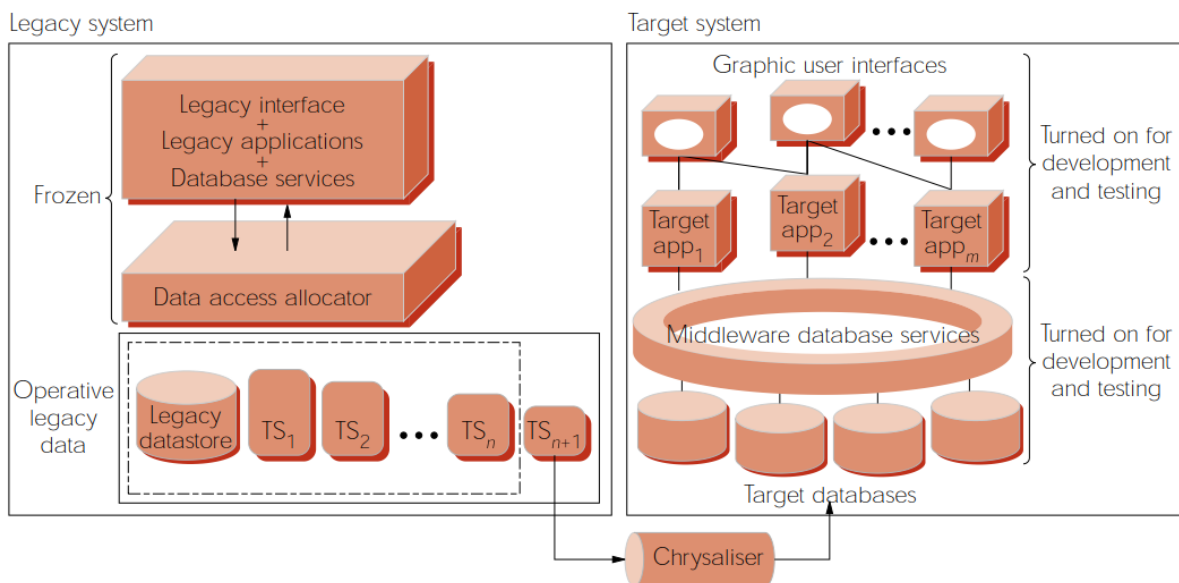 Legacy system
Legacy interface
+
Legacy applications
+
Database services
Frozen
Data access allocator
Operative
legacy
data
Legacy
datastore
TS1
TS2
•••
TSn
TSn+1
Target system
Graphic user interfaces
•••
Turned on for
development
and testing
Target
app1
Target
app2
•••
Target
appm
Middleware database services
Turned on for
development
and testing
Target databases
Chrysaliser